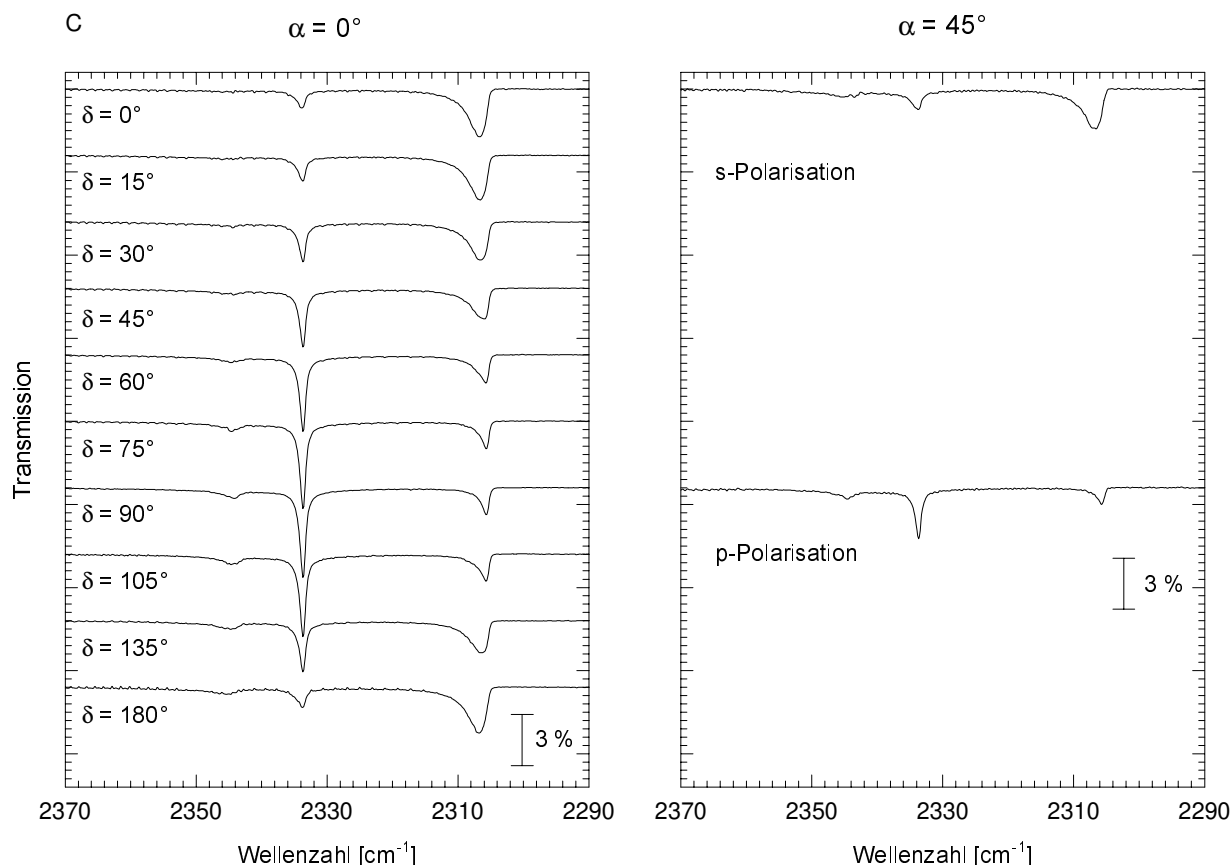 C
α = 0°
α = 45°
Transmission
δ = 0°
δ = 15°
δ = 30°
δ = 45°
δ = 60°
δ = 75°
δ = 90°
δ = 105°
δ = 135°
δ = 180°
3 %
2370 2350 2330 2310 2290
Wellenzahl [cm⁻¹]
s-Polarisation
p-Polarisation
3 %
2370 2350 2330 2310 2290
Wellenzahl [cm⁻¹]